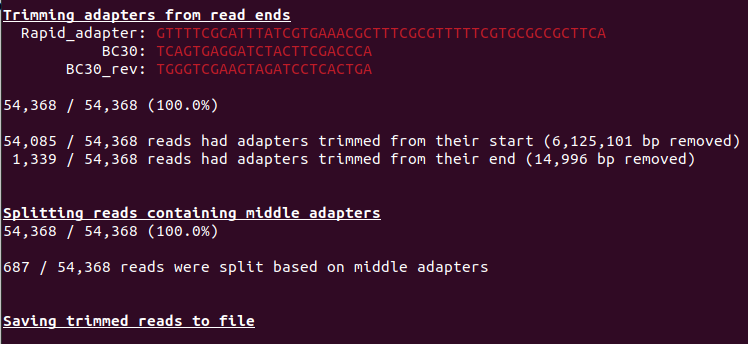 Trimming adapters from read ends
Rapid_adapter: GTTTTCGCATTTATCGTGAAACGCTTTCGCGTTTTTCGTGCGCCGCTTCA
BC30: TCAGTGAGGATCTACTTCGACCCA
BC30_rev: TGGGTCGAAGTAGATCCTCACTGA
54,368 / 54,368 (100.0%)
54,085 / 54,368 reads had adapters trimmed from their start (6,125,101 bp removed)
1,339 / 54,368 reads had adapters trimmed from their end (14,996 bp removed)
Splitting reads containing middle adapters
54,368 / 54,368 (100.0%)
687 / 54,368 reads were split based on middle adapters
Saving trimmed reads to file